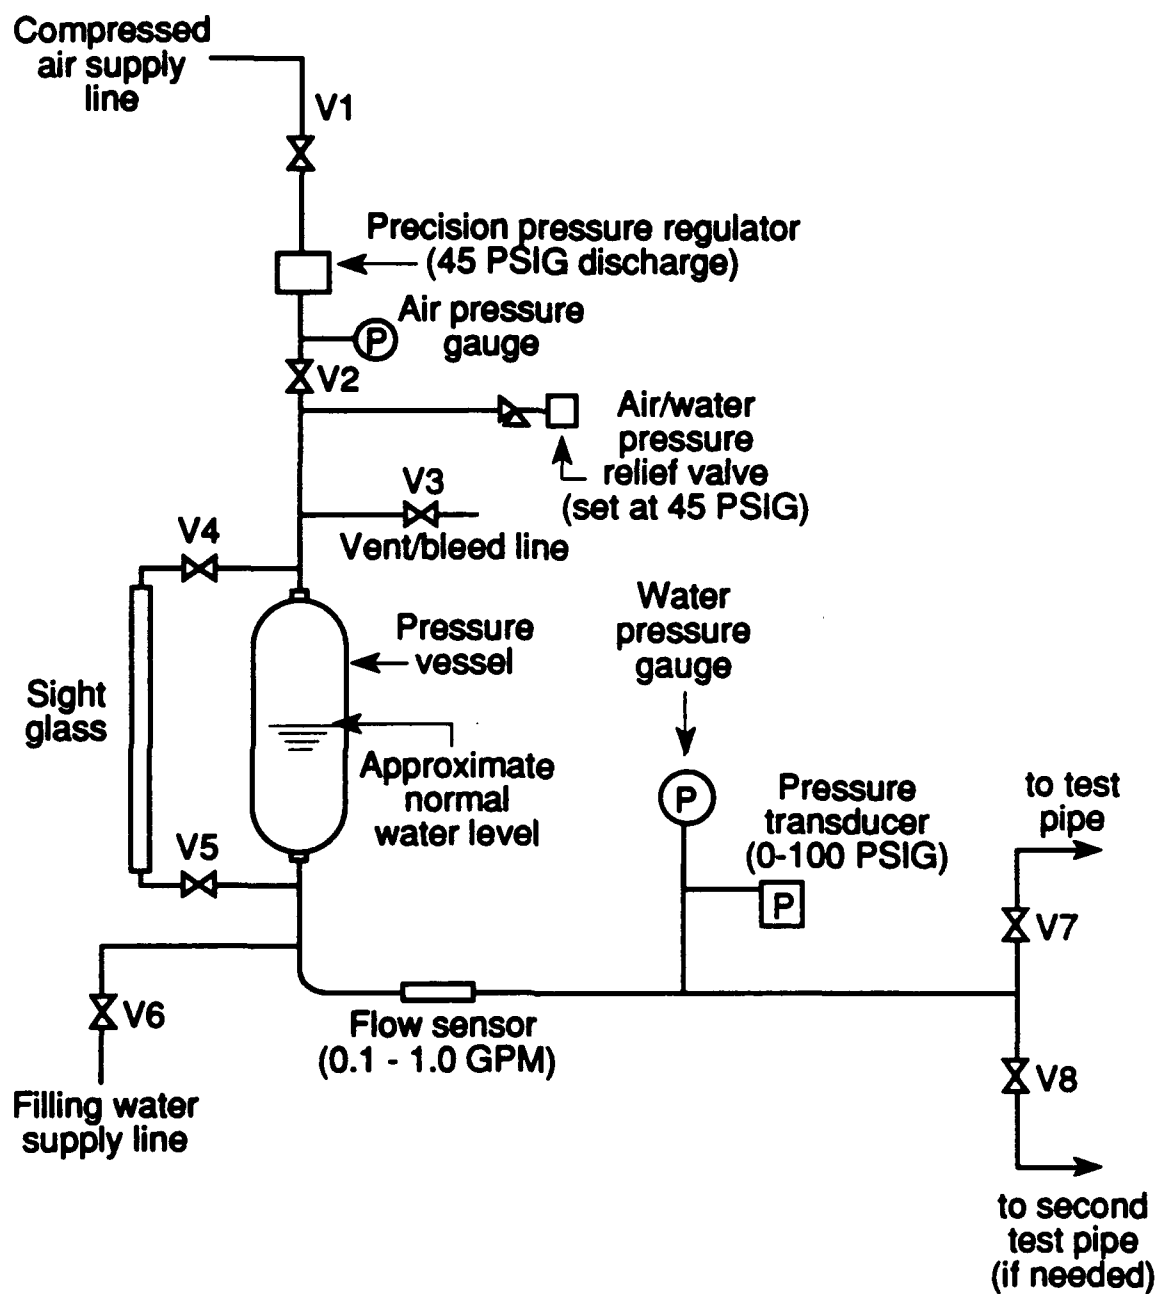 Compressed
air supply
line
V1
Precision pressure regulator
(45 PSIG discharge)
Air pressure
gauge
P
V2
Air/water
pressure
relief valve
(set at 45 PSIG)
V3
Vent/bleed line
V4
Water
pressure
gauge
Pressure
vessel
Sight
glass
Approximate
normal
water level
P
Pressure
transducer
(0-100 PSIG)
P
to test
pipe
V5
V7
V6
Flow sensor
(0.1 - 1.0 GPM)
V8
Filling water
supply line
to second
test pipe
(if needed)